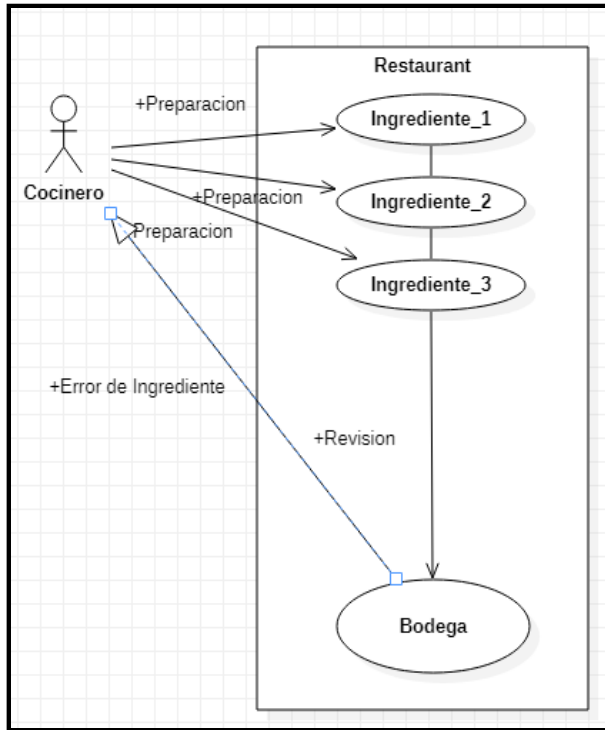 Restaurant
+Preparacion
Ingrediente_1
Cocinero
+Preparacion
Ingrediente_2
Preparacion
Ingrediente_3
+Error de Ingrediente
+Revision
Bodega